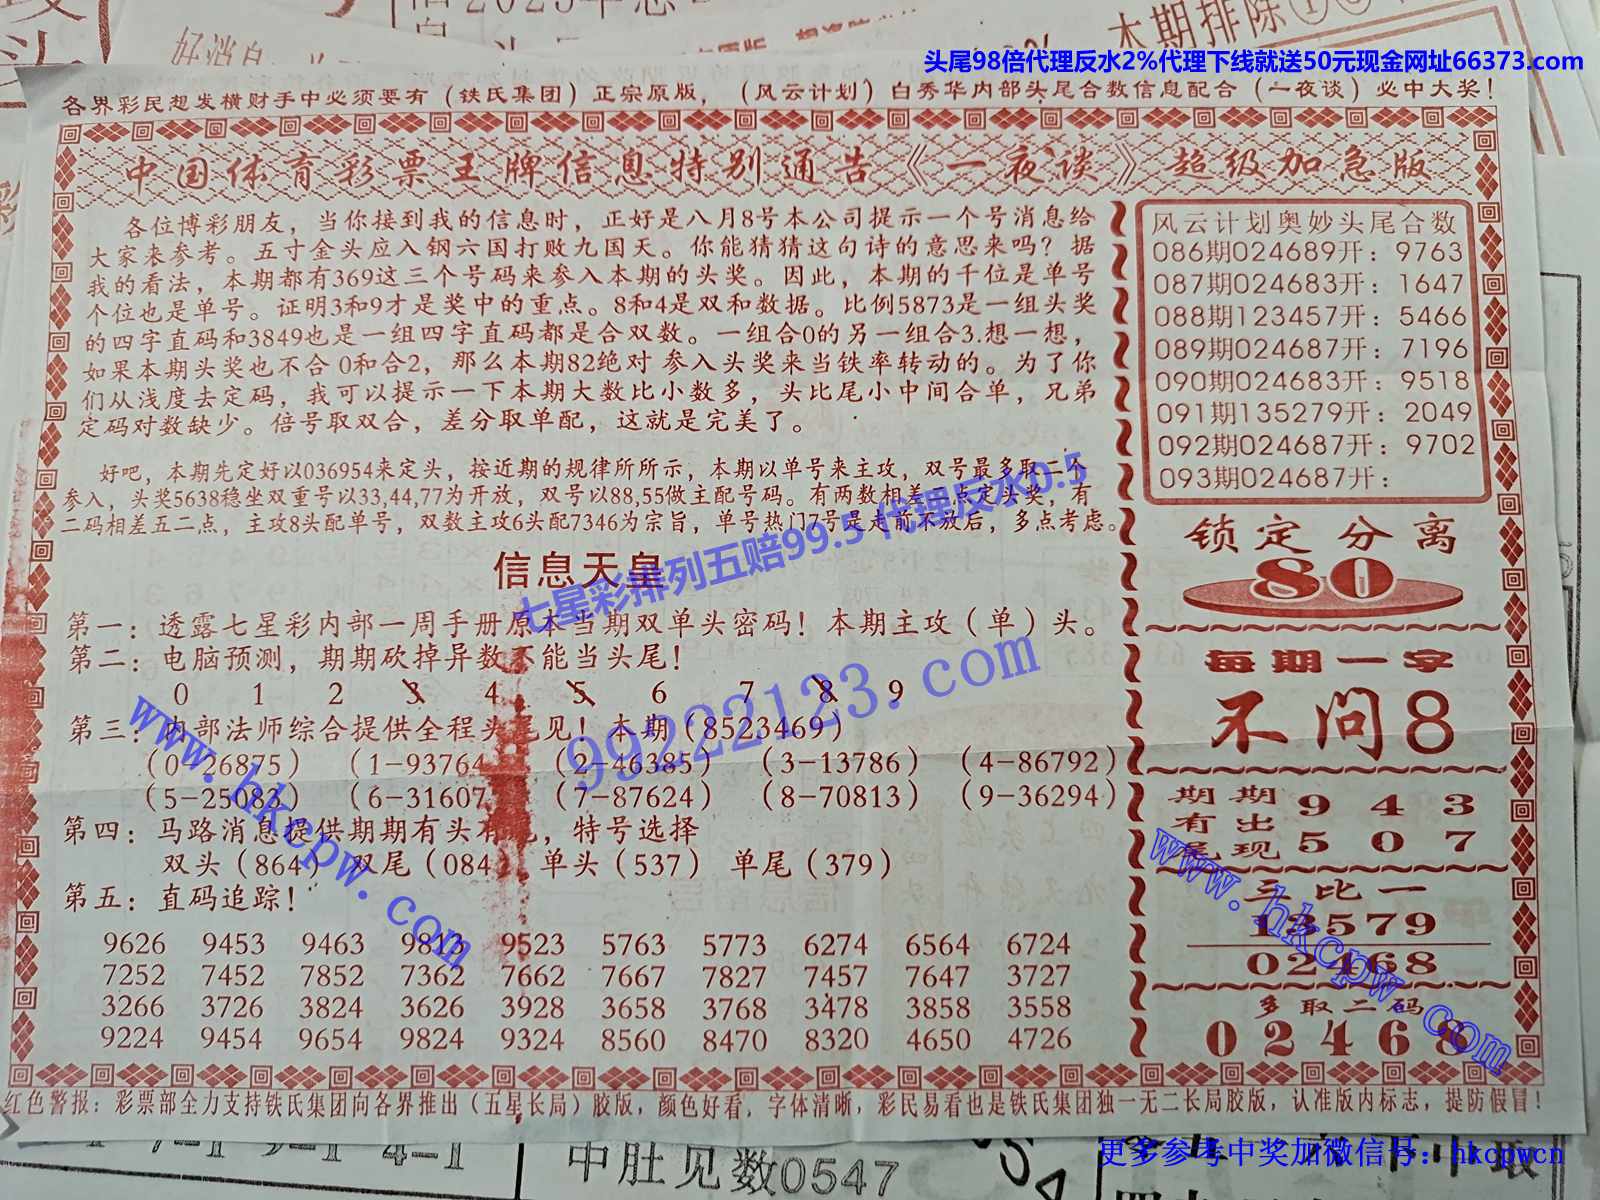 好消息
本期排除①
头尾98倍代理反水2%代理下线就送50元现金网址66373.com
各界彩民想发横财手中必须要有（铁氏集团）正宗原版，（风云计划）白秀华内部头尾合数信息配合（一夜谈）必中大奖！
中国体育彩票王牌信息特别通告《一夜谈》超级加急版
各位博彩朋友，当你接到我的信息时，正好是八月8号本公司提示一个号消息给
大家来参考。五寸金头应入钢六国打败九国天。你能猜猜这句诗的意思来吗？据
我的看法，本期都有369这三个号码来参入本期的头奖。因此，本期的千位是单号
个位也是单号。证明3和9才是奖中的重点。8和4是双和数据。比例5873是一组头奖
的四字直码和3849也是一组四字直码都是合双数。一组合0的另一组合3.想一想，
如果本期头奖也不合0和合2，那么本期82绝对参入头奖来当铁率转动的。为了你
们从浅度去定码，我可以提示一下本期大数比小数多，头比尾小中间合单，兄弟
定码对数缺少。倍号取双合，差分取单配，这就是完美了。
好吧，本期先定好以036954来定头，按近期的规律所所示，本期以单号来主攻，双号最多取二个
参入，头奖5638稳坐双重号以33,44,77为开放，双号以88,55做主配号码。有两数相差二点定头奖，有
二码相差五二点，主攻8头配单号，双数主攻6头配7346为宗旨，单号热门7号是走前不放后，多点考虑。
信息天皇
七星彩排列五赔99.5 代理反水0.5
第一：透露七星彩内部一周手册原本当期双单头密码！本期主攻（单）头。
第二：电脑预测，期期砍掉异数不能当头尾！
0 1 2 3 4 5 6 7 8 9
第三：内部法师综合提供全程头尾见！本期（8523469）
（0-26875） （1-93764 （2-46385） （3-13786） （4-86792）
（5-25083） （6-31607 （7-87624） （8-70813） （9-36294）
第四：马路消息提供期期有头有尾，特号选择
双头（864） 双尾（084） 单头（537） 单尾（379）
第五：直码追踪！
9626 9453 9463 9813 9523 5763 5773 6274 6564 6724
7252 7452 7852 7362 7662 7667 7827 7457 7647 3727
3266 3726 3824 3626 3928 3658 3768 3478 3858 3558
9224 9454 9654 9824 9324 8560 8470 8320 4650 4726
www.hkcpw.com
99222123.com
风云计划奥妙头尾合数
086期024689开：9763
087期024683开：1647
088期123457开：5466
089期024687开：7196
090期024683开：9518
091期135279开：2049
092期024687开：9702
093期024687开：
锁定分离
80
每期一字
不问8
期期 9 4 3
有出
尾现 5 0 7
三比一
13579
02468
多取二码
02468
www.hkcpw.com
红色警报：彩票部全力支持铁氏集团向各界推出（五星长局）胶版，颜色好看，字体清晰，彩民易看也是铁氏集团独一无二长局胶版，认准版内标志，提防假冒！
7-1 9-1 4-1
中肚见数0547
更多参考中奖加微信号：hkcpwcn